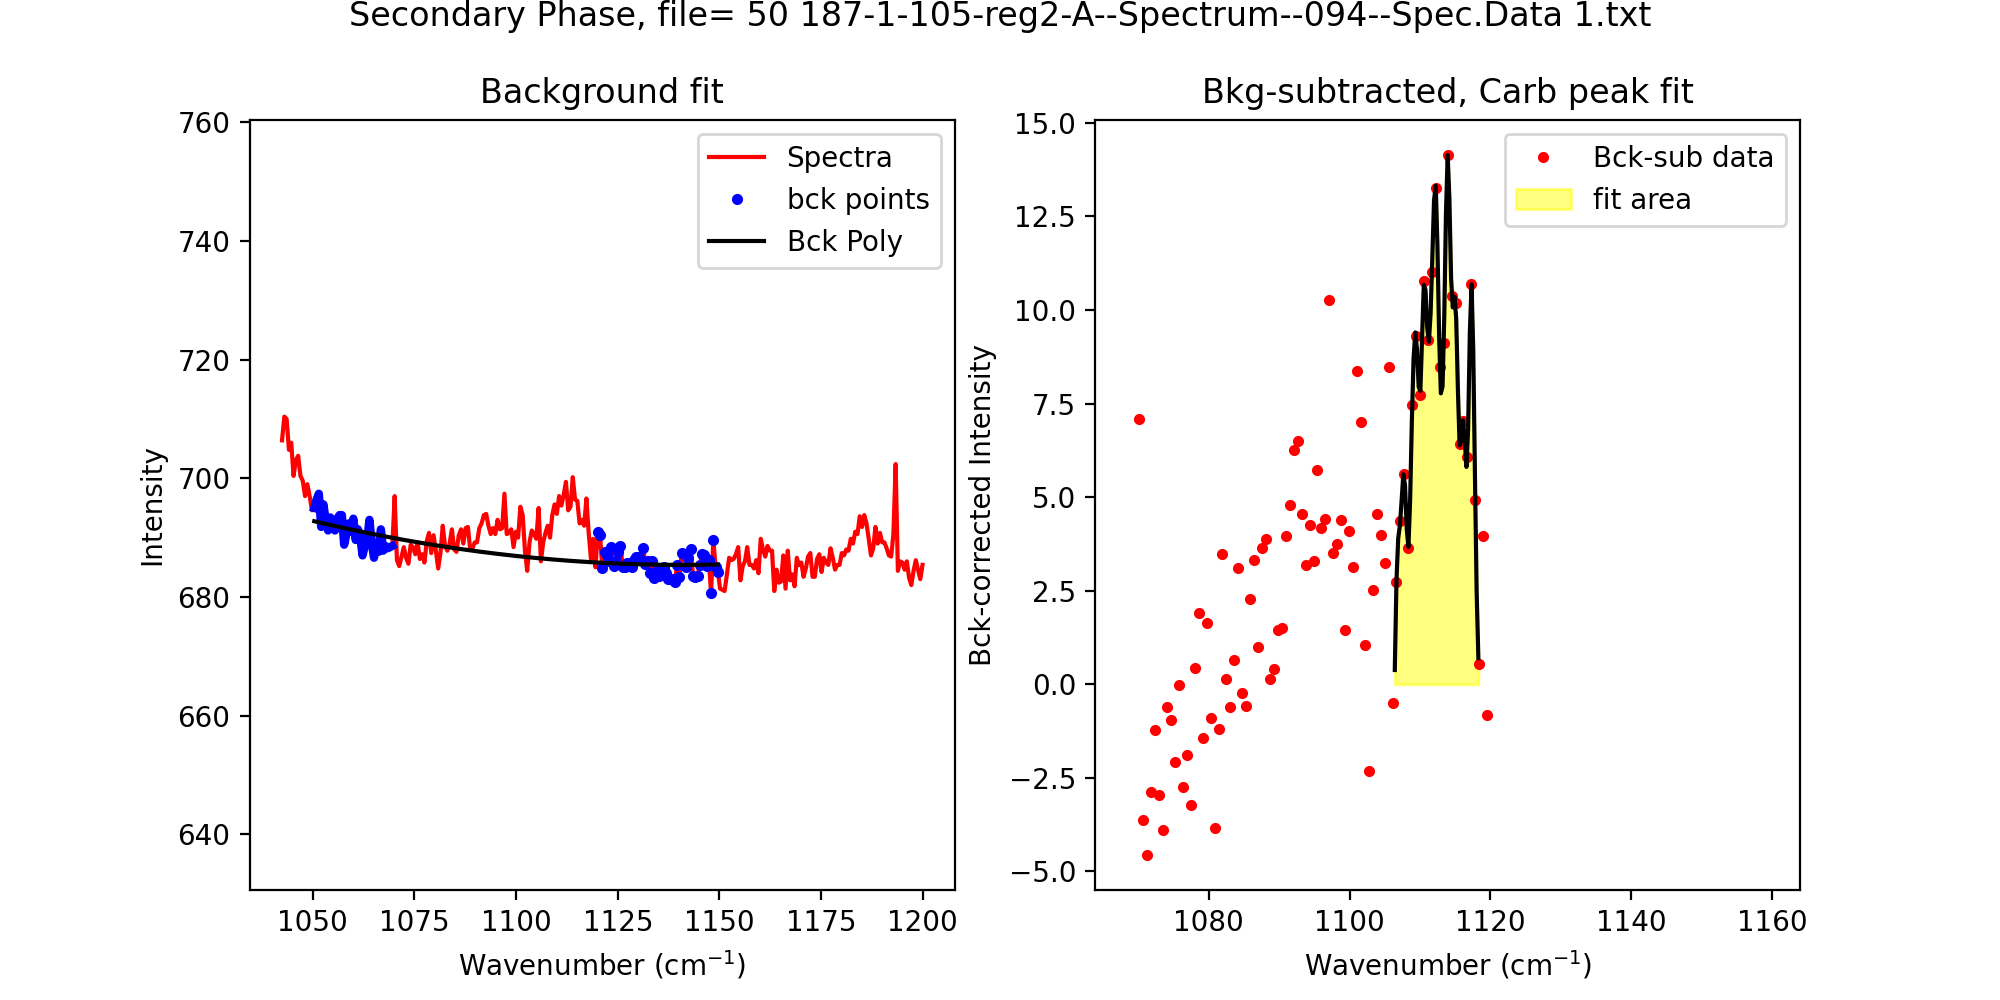 Secondary Phase, file= 50 187-1-105-reg2-A--Spectrum--094--Spec.Data 1.txt
Background fit
760
740
720
700
680
660
640
Intensity
Spectra
bck points
Bck Poly
1050 1075 1100 1125 1150 1175 1200
Wavenumber (cm⁻¹)
Bkg-subtracted, Carb peak fit
15.0
12.5
10.0
7.5
5.0
2.5
0.0
−2.5
−5.0
Bck-corrected Intensity
Bck-sub data
fit area
1080 1100 1120 1140 1160
Wavenumber (cm⁻¹)